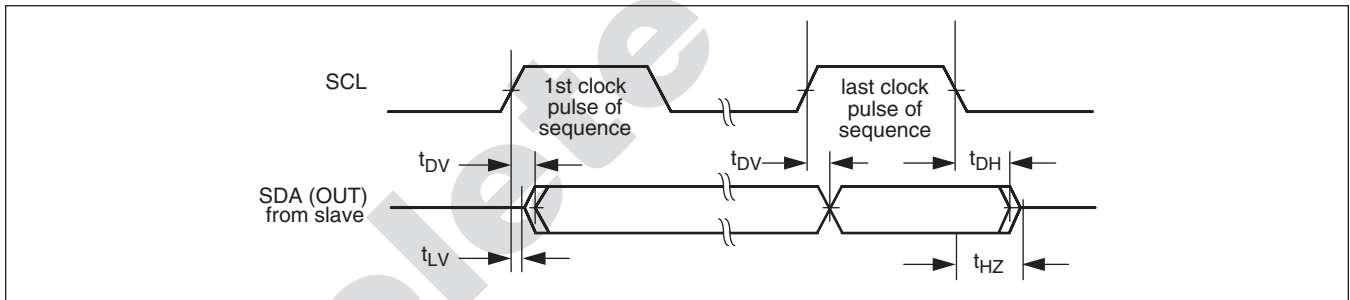 SCL
1st clock
pulse of
sequence
last clock
pulse of
sequence
tDV
tDV
tDH
SDA (OUT)
from slave
tLV
tHZ
olete